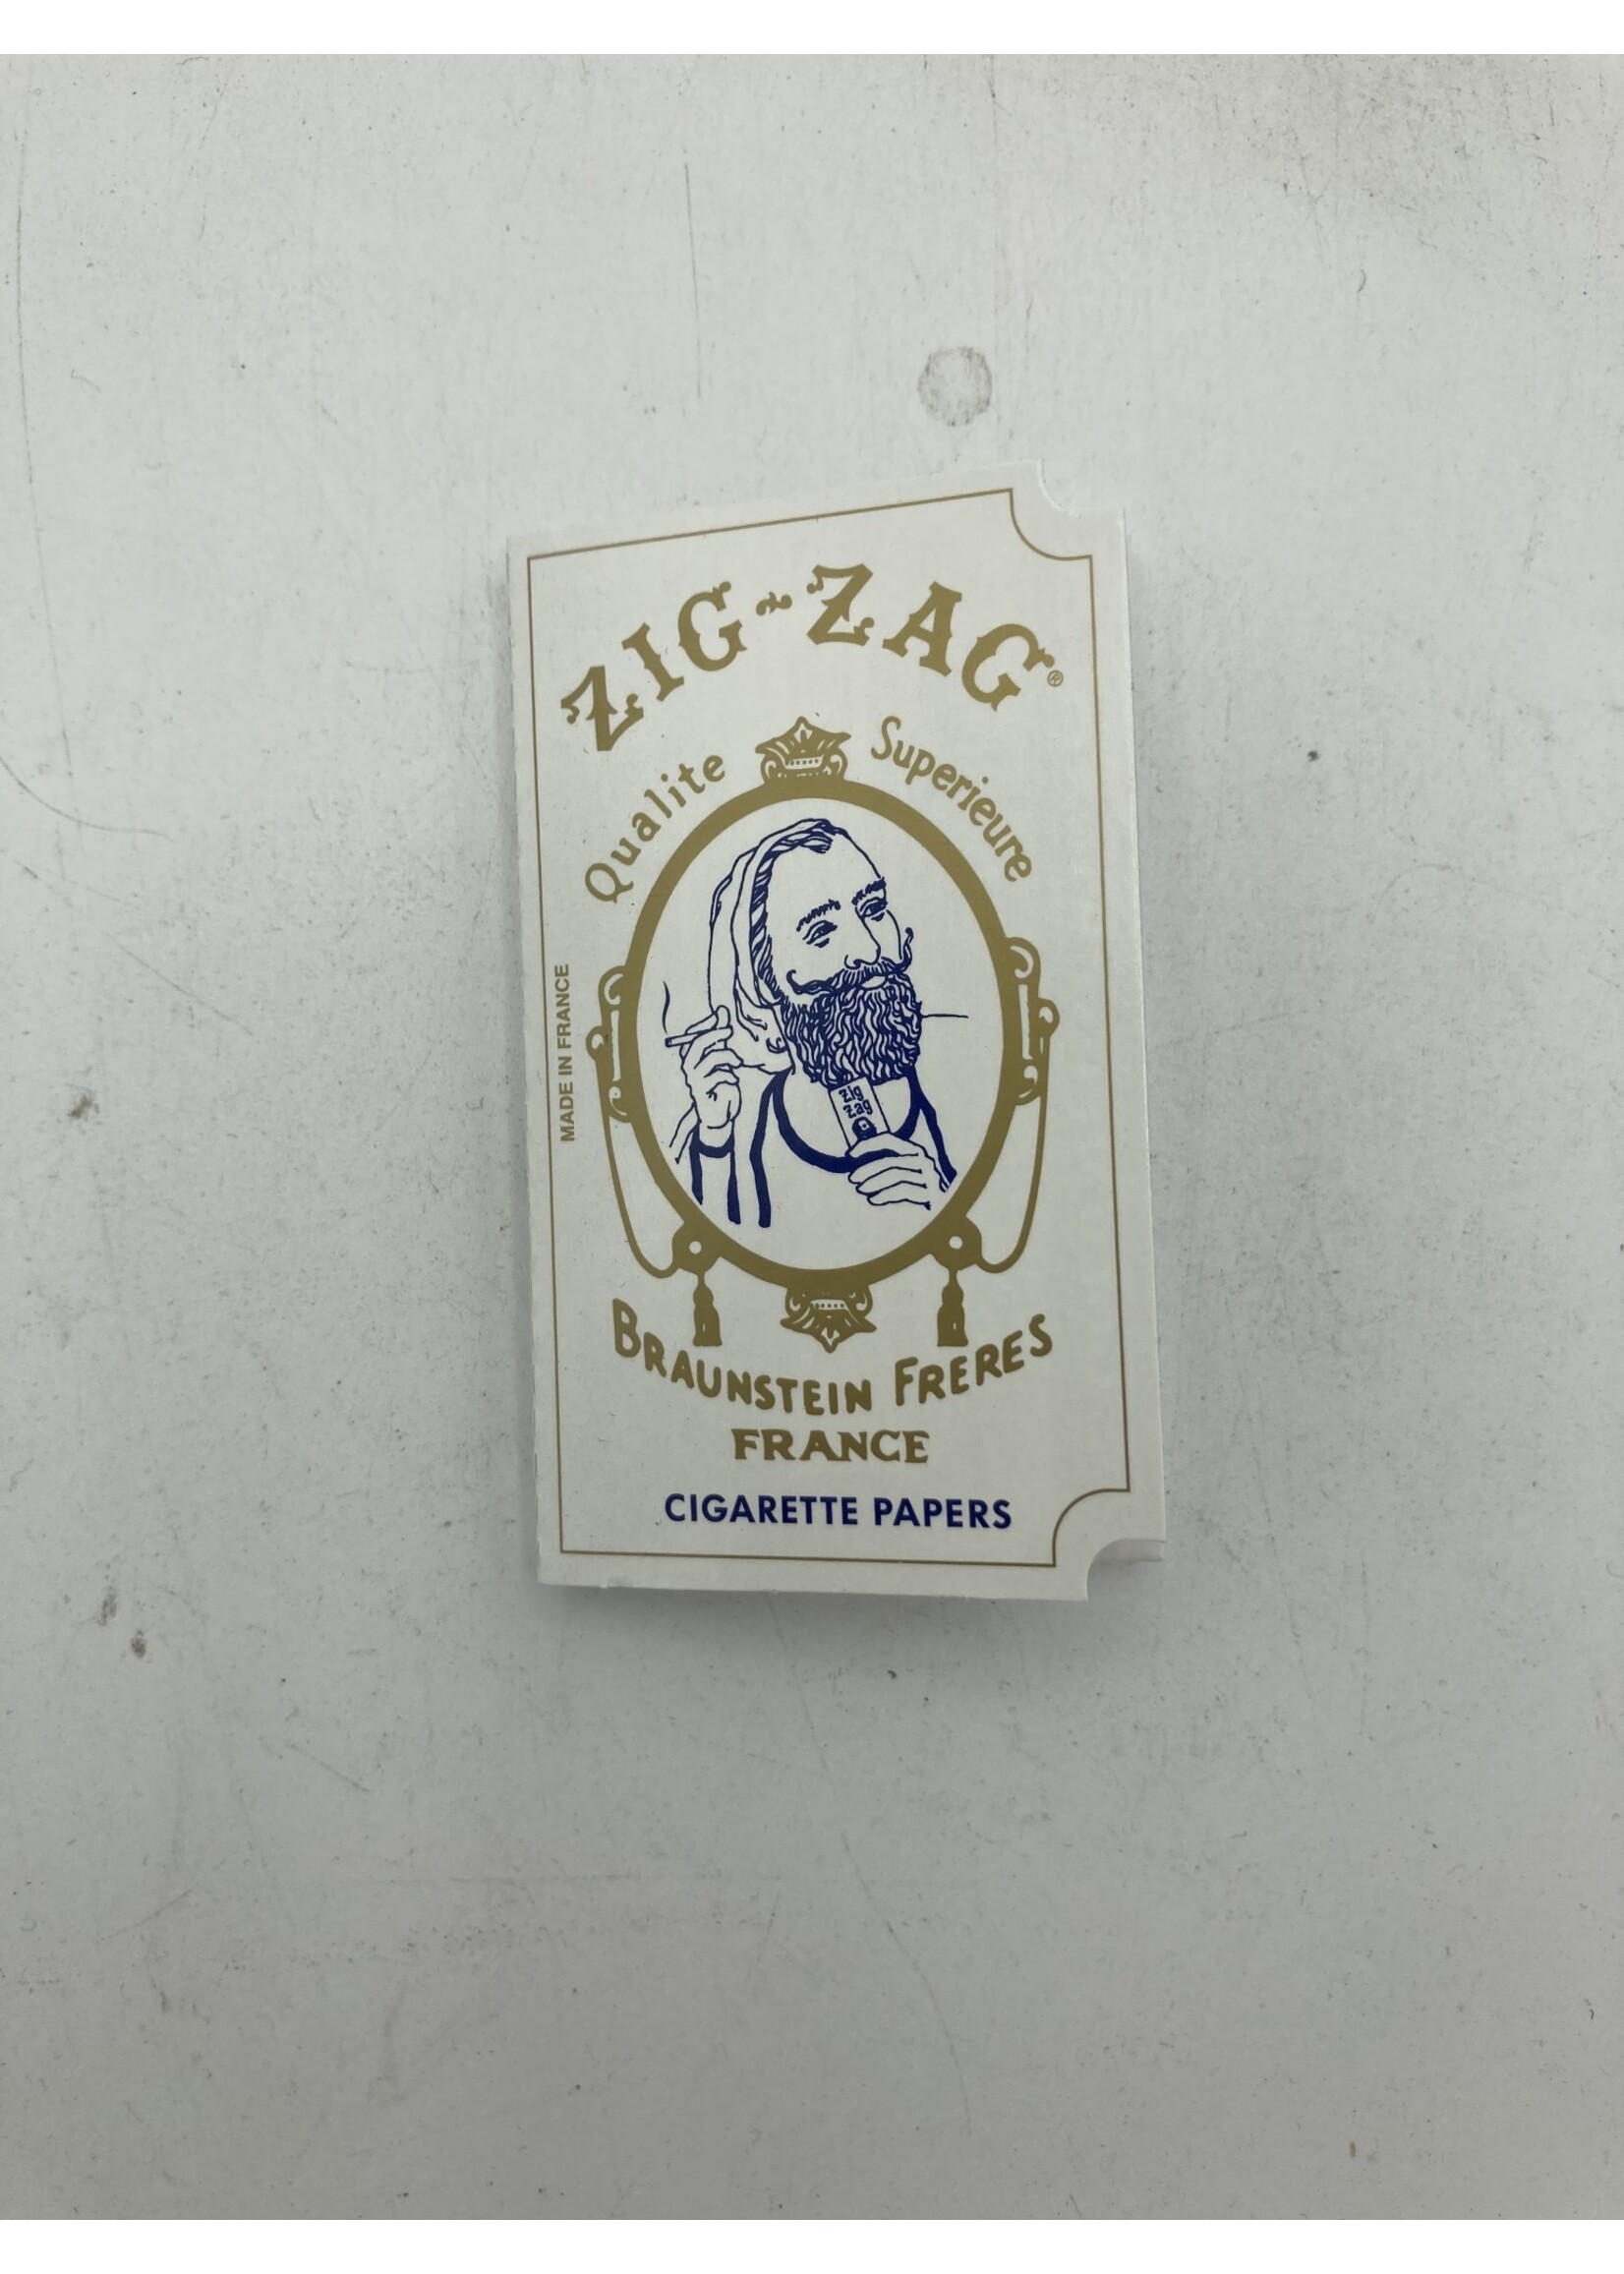 ZIG-ZAG®
Qualite Superieure
MADE IN FRANCE
zig
zag
BRAUNSTEIN FRERES
FRANCE
CIGARETTE PAPERS